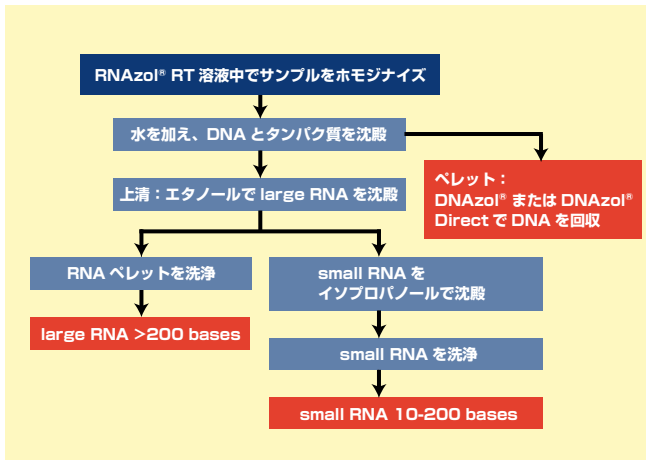 RNAzol® RT 溶液中でサンプルをホモジナイズ
水を加え、DNA とタンパク質を沈殿
上清：エタノールで large RNA を沈殿
ペレット：
DNAzol® または DNAzol®
Direct で DNA を回収
RNA ペレットを洗浄
large RNA >200 bases
small RNA を
イソプロパノールで沈殿
small RNA を洗浄
small RNA 10-200 bases